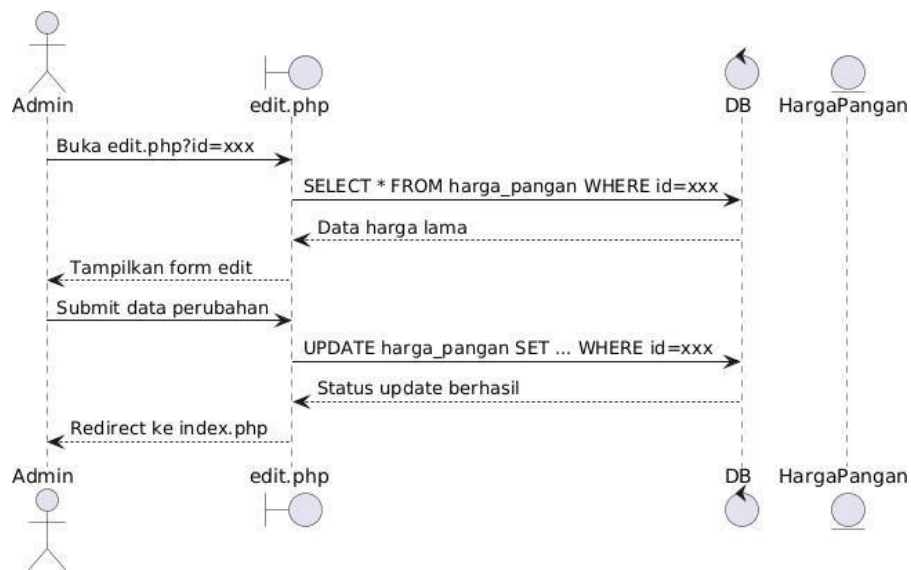 Admin
edit.php
DB
HargaPangan
Buka edit.php?id=xxx
SELECT * FROM harga_pangan WHERE id=xxx
Data harga lama
Tampilkan form edit
Submit data perubahan
UPDATE harga_pangan SET ... WHERE id=xxx
Status update berhasil
Redirect ke index.php
Admin
edit.php
DB
HargaPangan